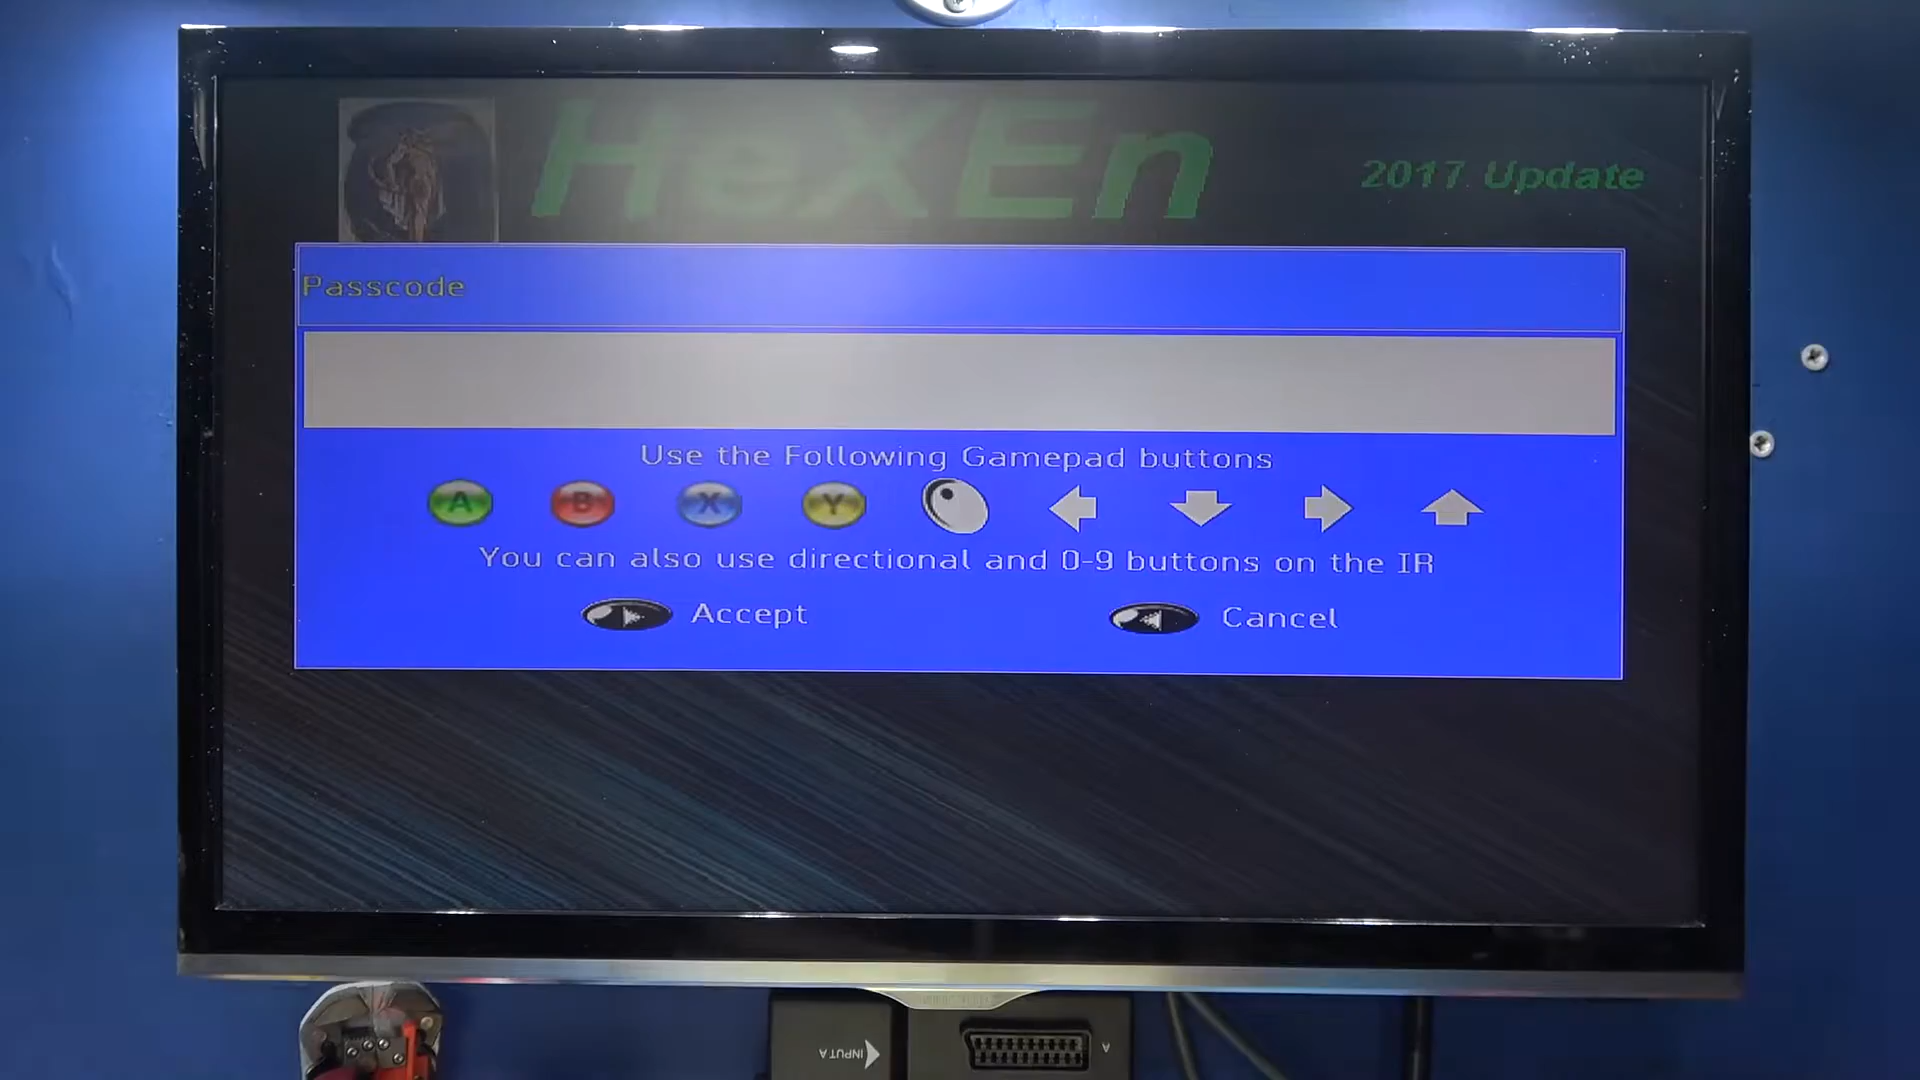 HeXEn
2017 Update
Passcode
Use the Following Gamepad buttons
A B X Y
You can also use directional and 0-9 buttons on the IR
Accept Cancel
INPUT A
A